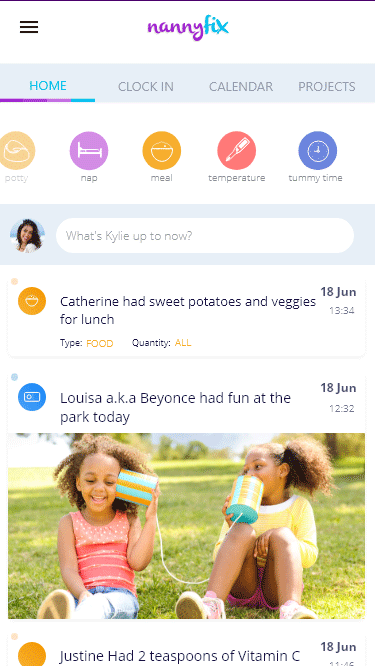 nannyfix
HOME CLOCK IN CALENDAR PROJECTS
potty nap meal temperature tummy time
What's Kylie up to now?
18 Jun
Catherine had sweet potatoes and veggies
for lunch
13:34
Type: FOOD Quantity: ALL
18 Jun
Louisa a.k.a Beyonce had fun at the
park today
12:32
18 Jun
Justine Had 2 teaspoons of Vitamin C
11:46